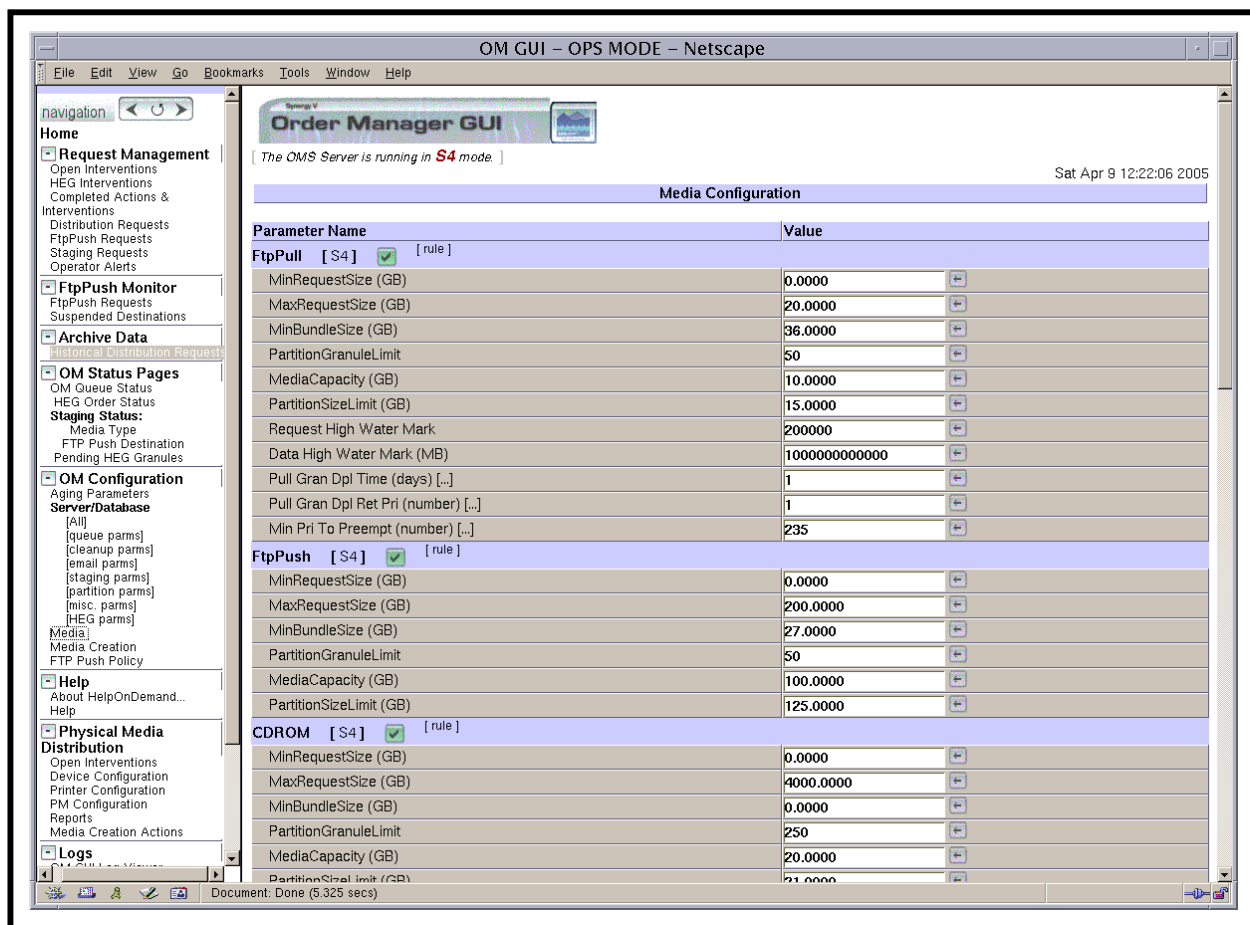 OM GUI – OPS MODE – Netscape
File Edit View Go Bookmarks Tools Window Help
navigation
Home
Request Management
Open Interventions
HEG Interventions
Completed Actions &
Interventions
Distribution Requests
FtpPush Requests
Staging Requests
Operator Alerts
FtpPush Monitor
FtpPush Requests
Suspended Destinations
Archive Data
Historical Distribution Requests
OM Status Pages
OM Queue Status
HEG Order Status
Staging Status:
Media Type
FTP Push Destination
Pending HEG Granules
OM Configuration
Aging Parameters
Server/Database
[All]
[queue parms]
[cleanup parms]
[email parms]
[staging parms]
[partition parms]
[misc. parms]
[HEG parms]
Media
Media Creation
FTP Push Policy
Help
About HelpOnDemand...
Help
Physical Media
Distribution
Open Interventions
Device Configuration
Printer Configuration
PM Configuration
Reports
Media Creation Actions
Logs
OM GUI Log Viewer
Synergy V
Order Manager GUI
[ The OMS Server is running in S4 mode. ]
Sat Apr 9 12:22:06 2005
Media Configuration
Parameter Name Value
FtpPull [ S4 ] [ rule ]
MinRequestSize (GB) 0.0000
MaxRequestSize (GB) 20.0000
MinBundleSize (GB) 36.0000
PartitionGranuleLimit 50
MediaCapacity (GB) 10.0000
PartitionSizeLimit (GB) 15.0000
Request High Water Mark 200000
Data High Water Mark (MB) 1000000000000
Pull Gran Dpl Time (days) [...] 1
Pull Gran Dpl Ret Pri (number) [...] 1
Min Pri To Preempt (number) [...] 235
FtpPush [ S4 ] [ rule ]
MinRequestSize (GB) 0.0000
MaxRequestSize (GB) 200.0000
MinBundleSize (GB) 27.0000
PartitionGranuleLimit 50
MediaCapacity (GB) 100.0000
PartitionSizeLimit (GB) 125.0000
CDROM [ S4 ] [ rule ]
MinRequestSize (GB) 0.0000
MaxRequestSize (GB) 4000.0000
MinBundleSize (GB) 0.0000
PartitionGranuleLimit 250
MediaCapacity (GB) 20.0000
PartitionSizeLimit (GB) 21.0000
Document: Done (5.325 secs)